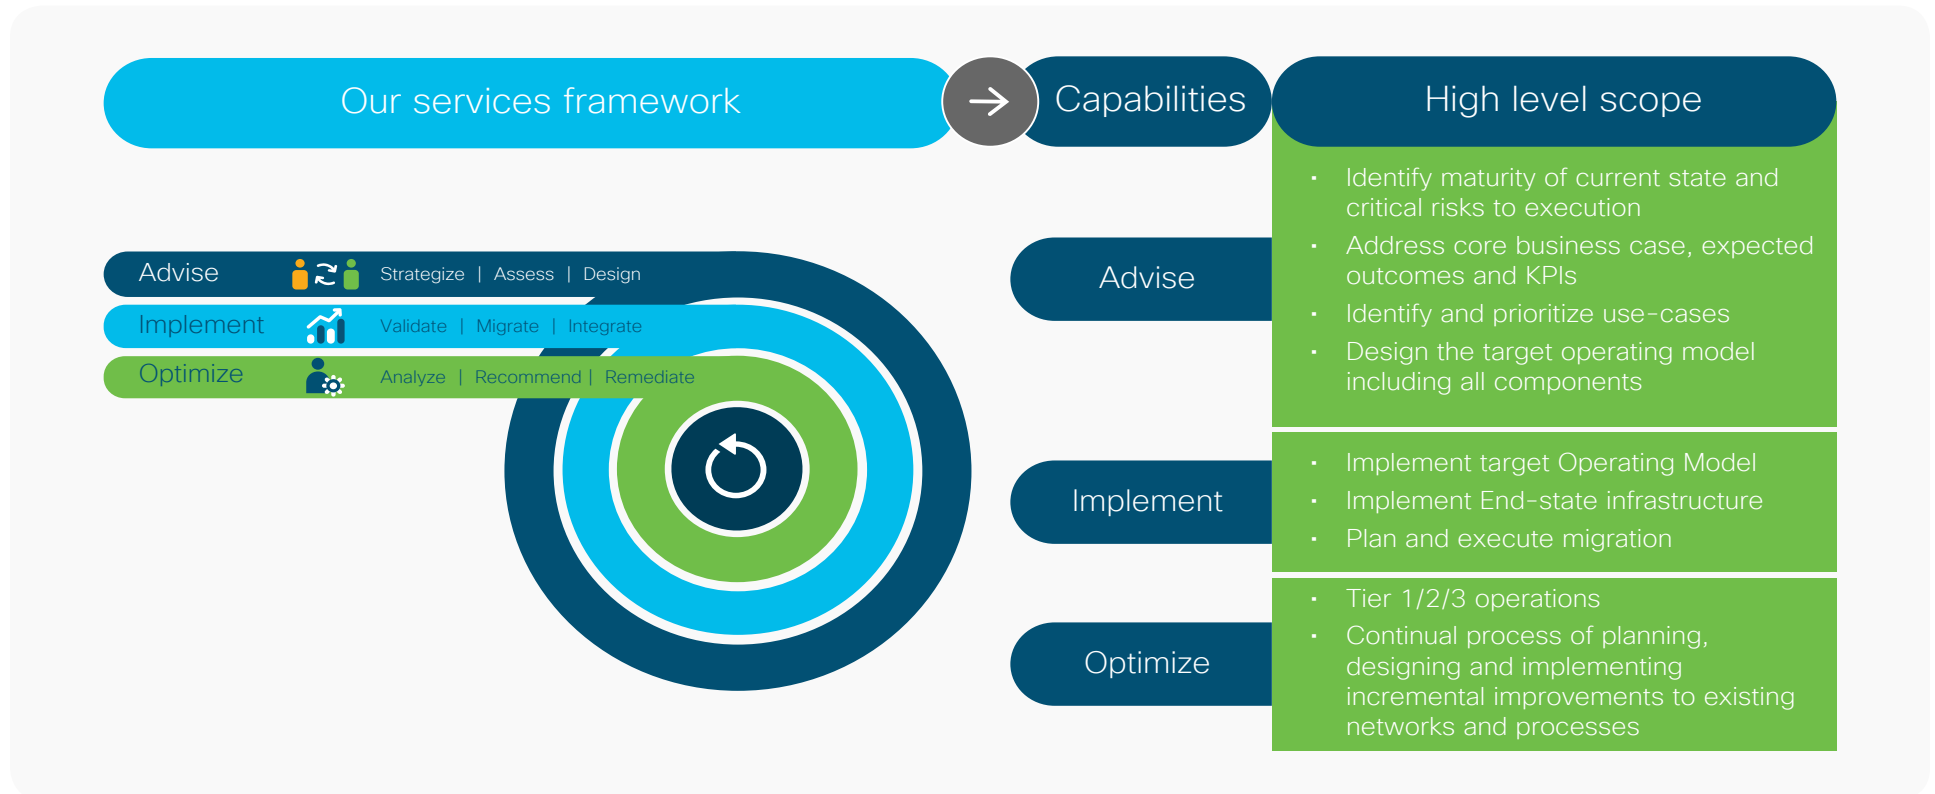 Our services framework
Capabilities
High level scope
Advise
Strategize | Assess | Design
Implement
Validate | Migrate | Integrate
Optimize
Analyze | Recommend | Remediate
Advise
▪ Identify maturity of current state and
critical risks to execution
▪ Address core business case, expected
outcomes and KPIs
▪ Identify and prioritize use-cases
▪ Design the target operating model
including all components
Implement
▪ Implement target Operating Model
▪ Implement End-state infrastructure
▪ Plan and execute migration
Optimize
▪ Tier 1/2/3 operations
▪ Continual process of planning,
designing and implementing
incremental improvements to existing
networks and processes